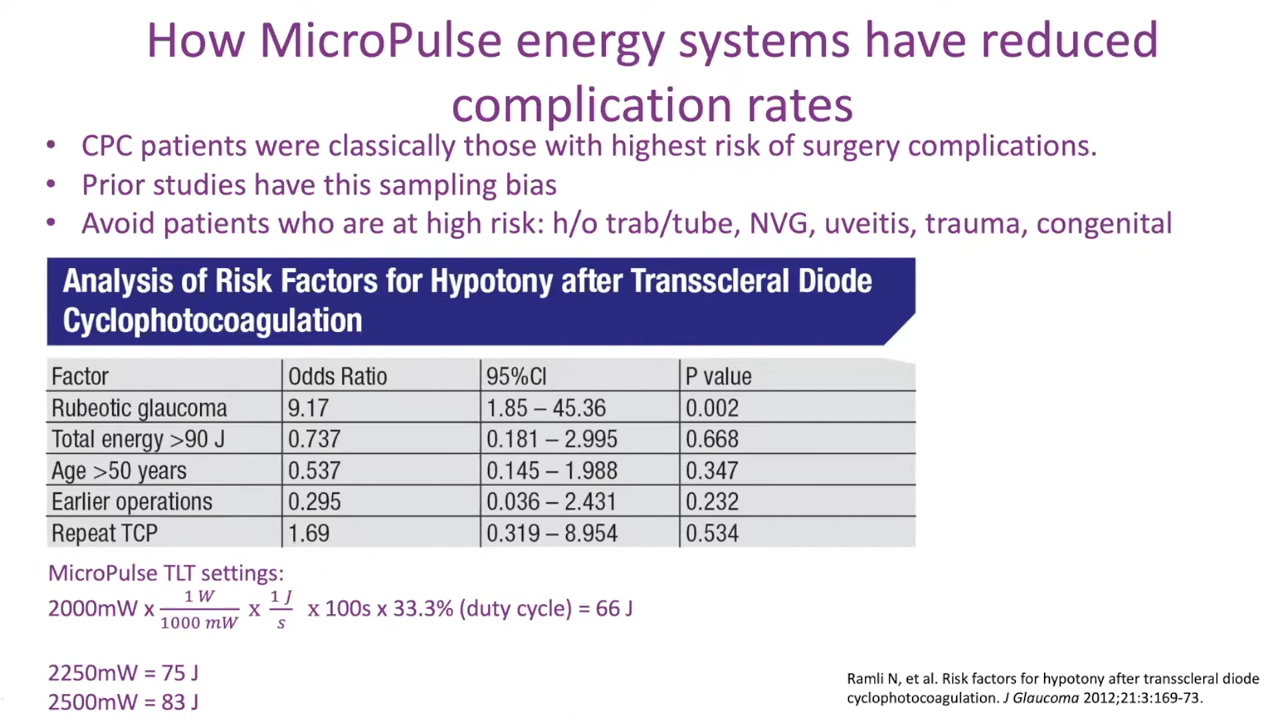 How MicroPulse energy systems have reduced
complication rates
• CPC patients were classically those with highest risk of surgery complications.
• Prior studies have this sampling bias
• Avoid patients who are at high risk: h/o trab/tube, NVG, uveitis, trauma, congenital
Analysis of Risk Factors for Hypotony after Transscleral Diode
Cyclophotocoagulation
Factor Odds Ratio 95%CI P value
Rubeotic glaucoma 9.17 1.85 – 45.36 0.002
Total energy >90 J 0.737 0.181 – 2.995 0.668
Age >50 years 0.537 0.145 – 1.988 0.347
Earlier operations 0.295 0.036 – 2.431 0.232
Repeat TCP 1.69 0.319 – 8.954 0.534
MicroPulse TLT settings:
2000mW x 1 W/1000 mW x 1 J/s x 100s x 33.3% (duty cycle) = 66 J
2250mW = 75 J
2500mW = 83 J
Ramli N, et al. Risk factors for hypotony after transscleral diode
cyclophotocoagulation. J Glaucoma 2012;21:3:169-73.